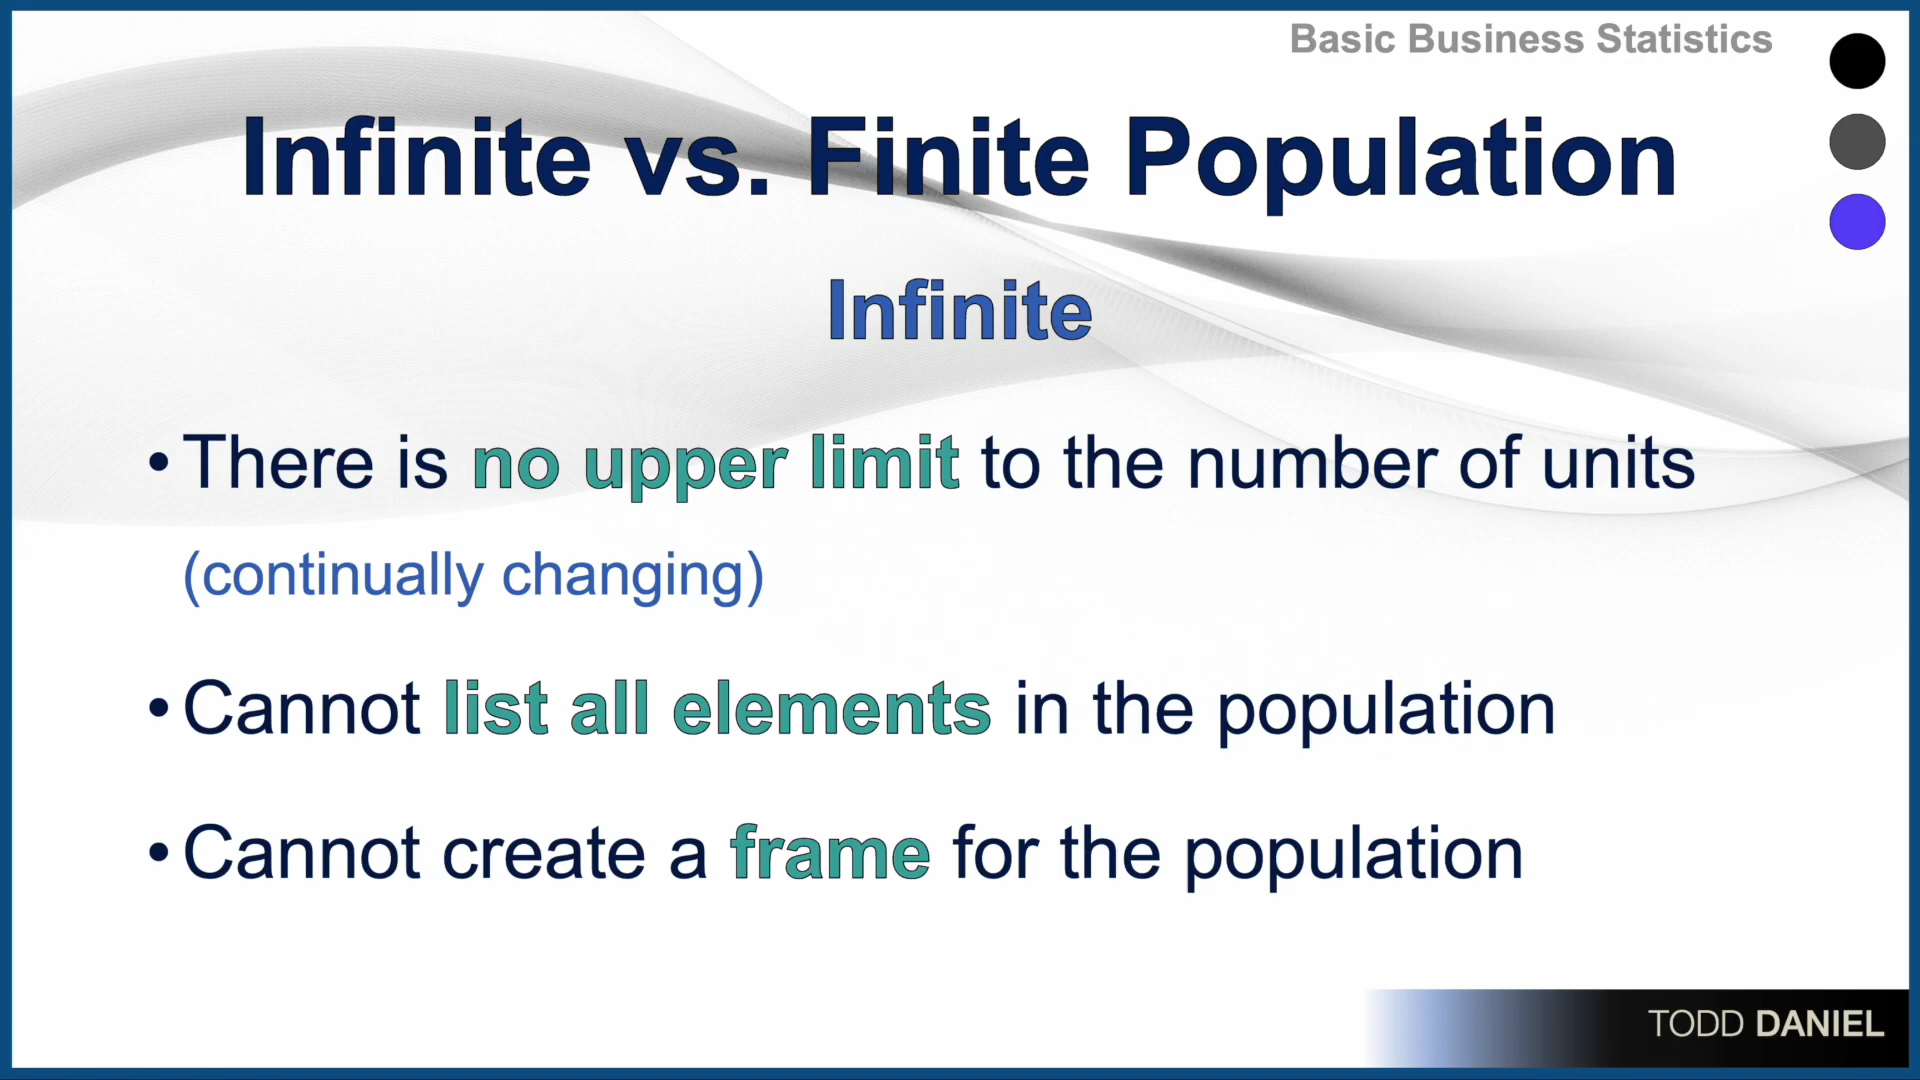 Basic Business Statistics
Infinite vs. Finite Population
Infinite
• There is no upper limit to the number of units
(continually changing)
• Cannot list all elements in the population
• Cannot create a frame for the population
TODD DANIEL